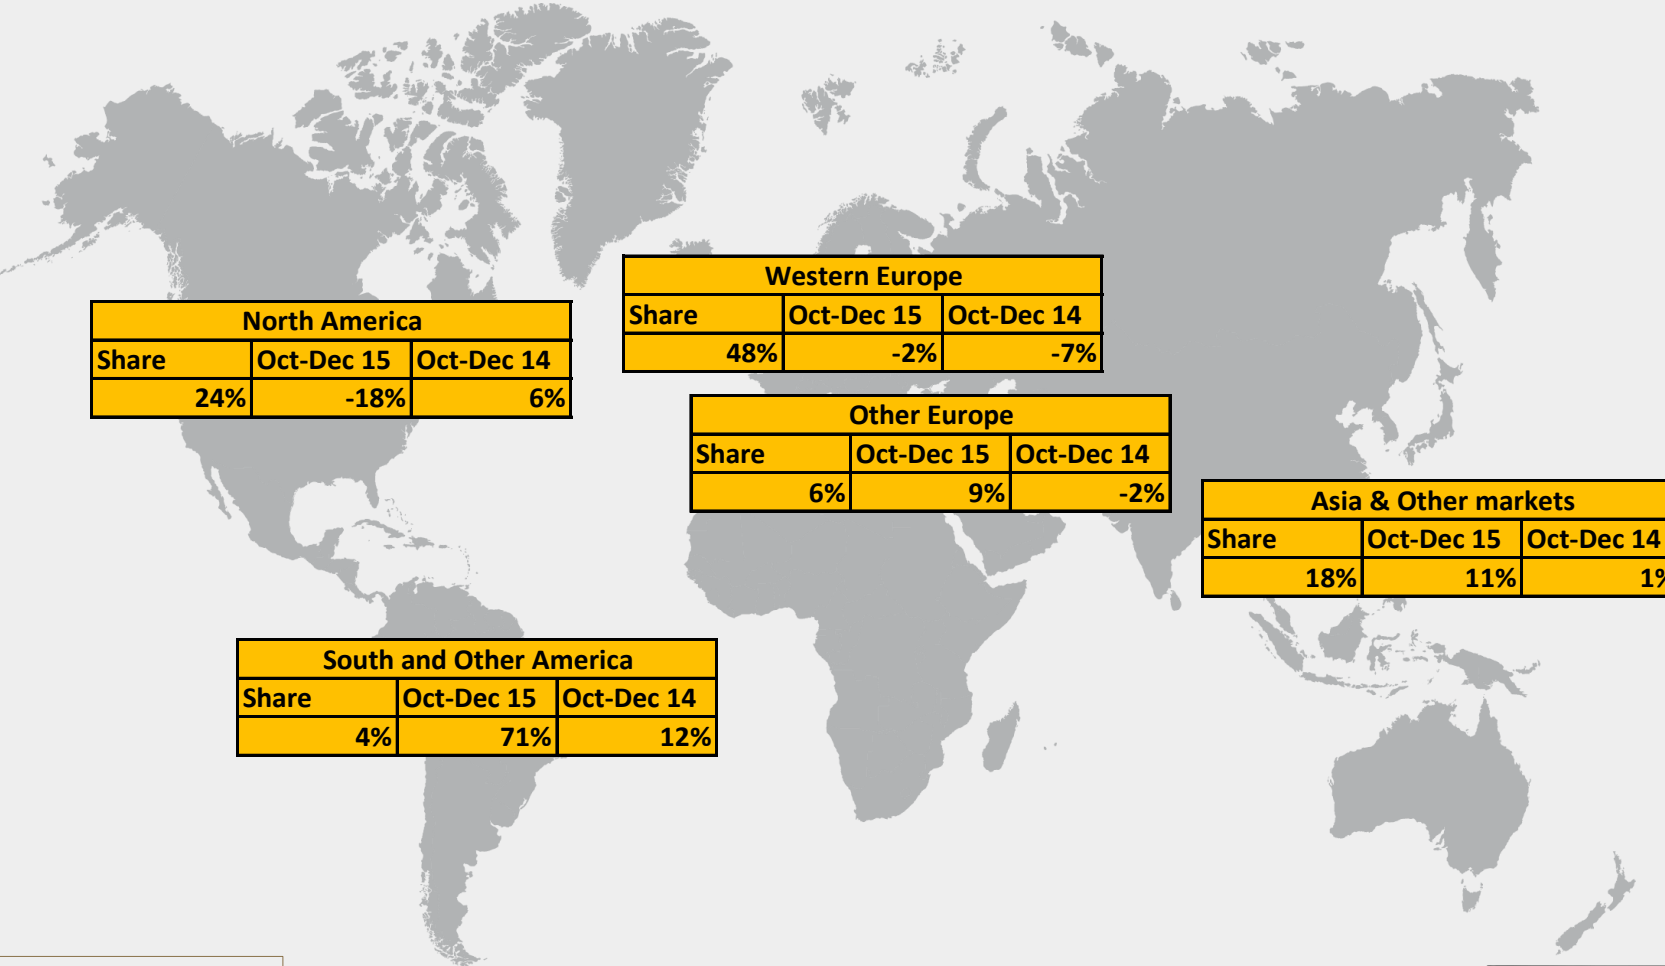 Western Europe
Share Oct-Dec 15 Oct-Dec 14
48% -2% -7%
North America
Share Oct-Dec 15 Oct-Dec 14
24% -18% 6%
Other Europe
Share Oct-Dec 15 Oct-Dec 14
6% 9% -2%
Asia & Other markets
Share Oct-Dec 15 Oct-Dec 14
18% 11% 1%
South and Other America
Share Oct-Dec 15 Oct-Dec 14
4% 71% 12%